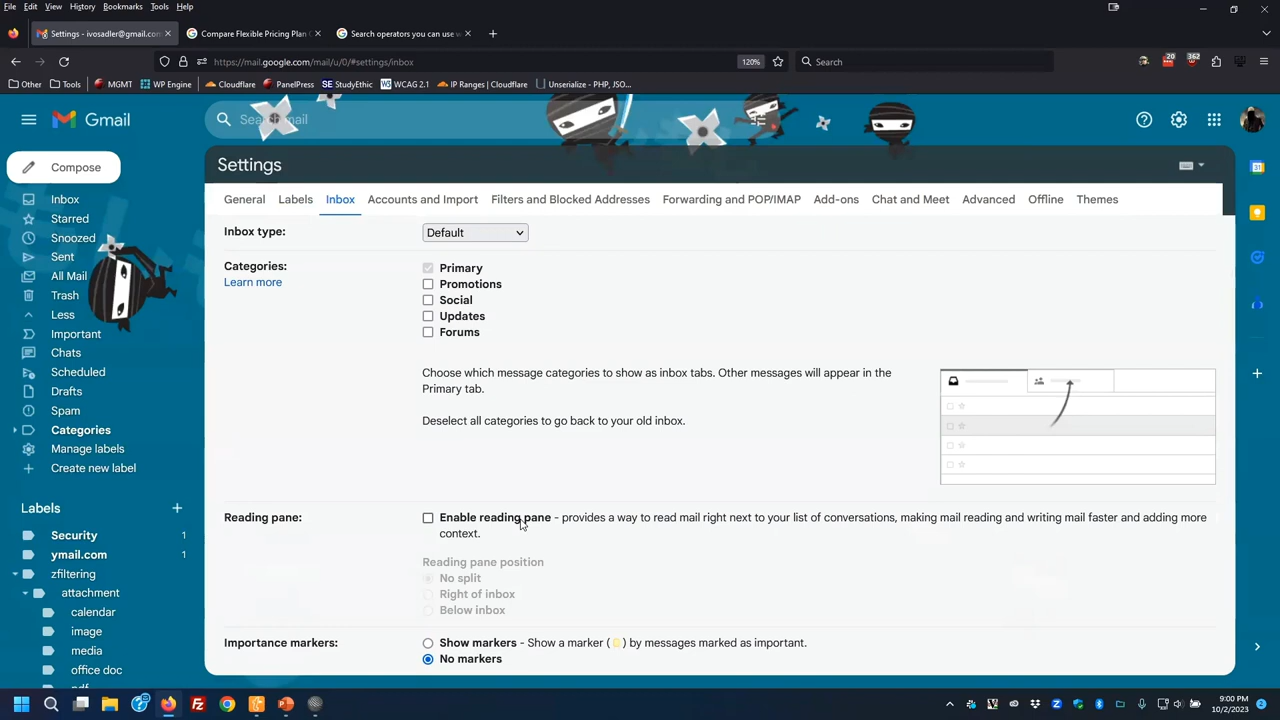 File Edit View History Bookmarks Tools Help
Settings - ivosadler@gmail.com
Compare Flexible Pricing Plan
Search operators you can use w
https://mail.google.com/mail/u/0/#settings/inbox
120%
Search
20
362
Other
Tools
MGMT
WP Engine
Cloudflare
PanelPress
StudyEthic
WCAG 2.1
IP Ranges | Cloudflare
Unserialize - PHP, JSO...
Gmail
Search mail
Compose
Settings
General Labels Inbox Accounts and Import Filters and Blocked Addresses Forwarding and POP/IMAP Add-ons Chat and Meet Advanced Offline Themes
Inbox
Starred
Snoozed
Sent
All Mail
Trash
Less
Important
Chats
Scheduled
Drafts
Spam
Categories
Manage labels
Create new label
Labels
Security 1
ymail.com 1
zfiltering
attachment
calendar
image
media
office doc
Inbox type:
Default
Categories:
Learn more
Primary
Promotions
Social
Updates
Forums
Choose which message categories to show as inbox tabs. Other messages will appear in the
Primary tab.
Deselect all categories to go back to your old inbox.
Reading pane:
Enable reading pane - provides a way to read mail right next to your list of conversations, making mail reading and writing mail faster and adding more
context.
Reading pane position
No split
Right of inbox
Below inbox
Importance markers:
Show markers - Show a marker ( ) by messages marked as important.
No markers
9:00 PM
10/2/2023